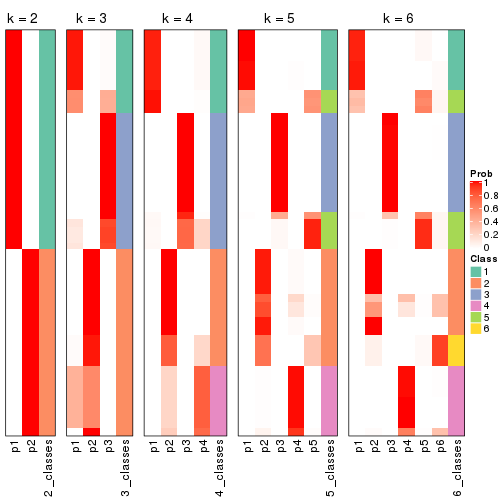 k = 2
k = 3
k = 4
k = 5
k = 6
Prob
1
0.8
0.6
0.4
0.2
0
Class
1
2
3
4
5
6
p1
p2
2_classes
p1
p2
p3
3_classes
p1
p2
p3
p4
4_classes
p1
p2
p3
p4
p5
5_classes
p1
p2
p3
p4
p5
p6
6_classes